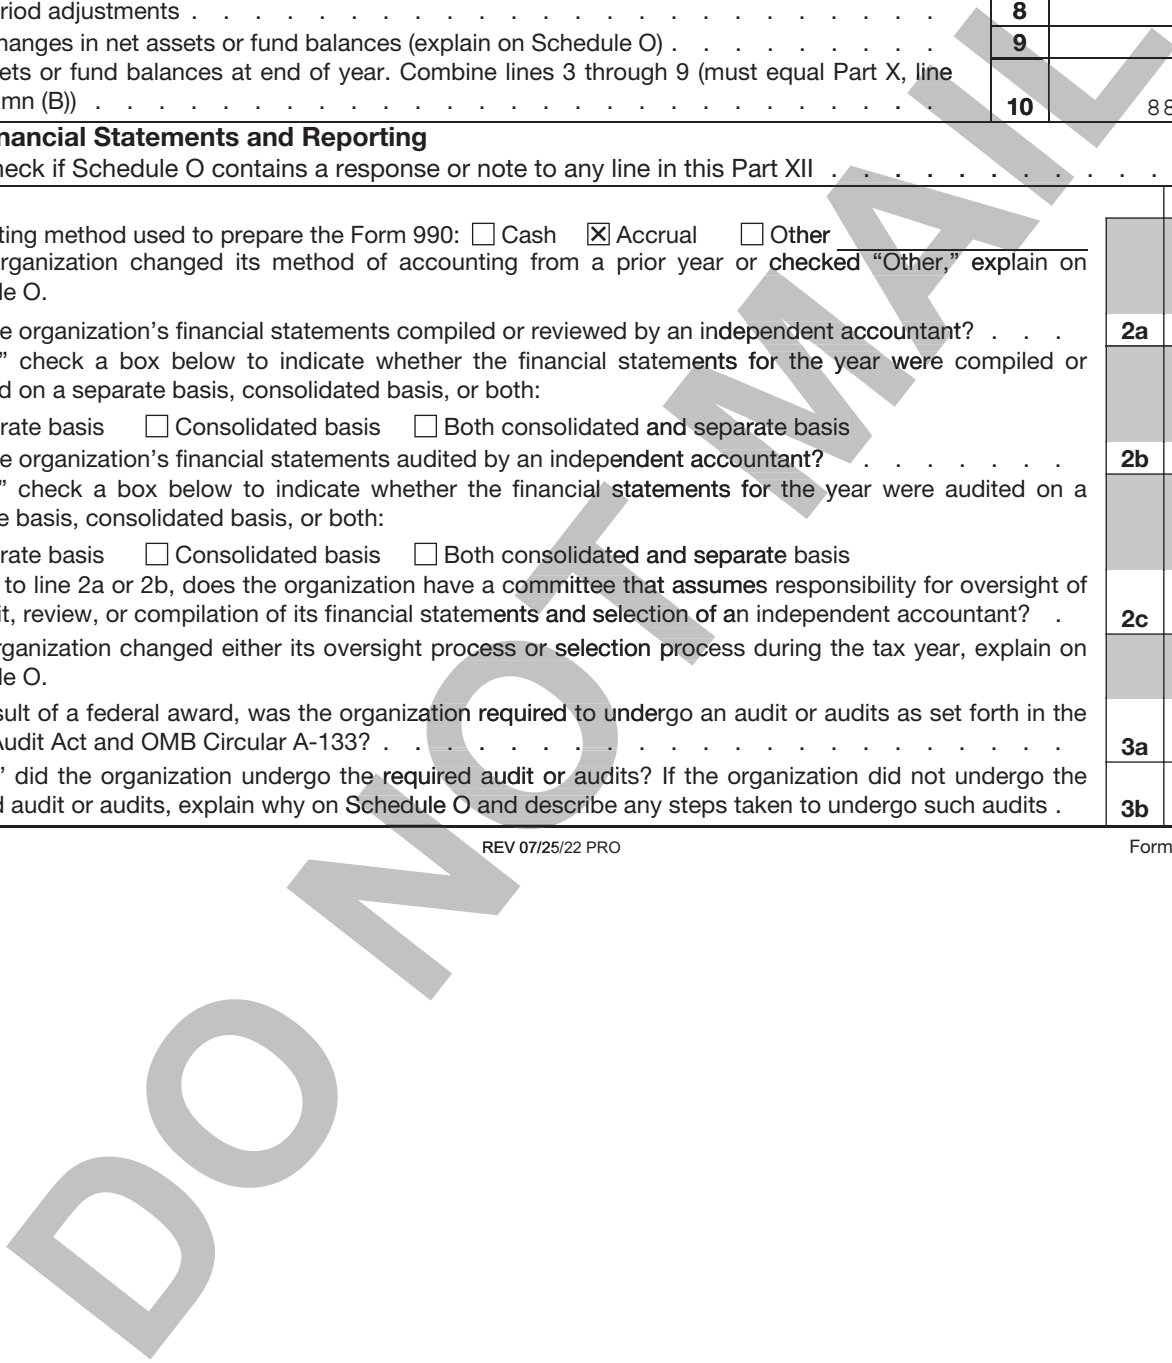 riod adjustments . . . . . . . . . . . . . . . . . . . . . . . . 8
hanges in net assets or fund balances (explain on Schedule O) . . . . . . . . . 9
ets or fund balances at end of year. Combine lines 3 through 9 (must equal Part X, line
mn (B)) . . . . . . . . . . . . . . . . . . . . . . . . . . . 10 88
nancial Statements and Reporting
heck if Schedule O contains a response or note to any line in this Part XII . . . . . . . . . . .
ting method used to prepare the Form 990: ☐ Cash ☒ Accrual ☐ Other
rganization changed its method of accounting from a prior year or checked “Other,” explain on
le O.
e organization’s financial statements compiled or reviewed by an independent accountant? . . . 2a
” check a box below to indicate whether the financial statements for the year were compiled or
d on a separate basis, consolidated basis, or both:
rate basis ☐ Consolidated basis ☐ Both consolidated and separate basis
e organization’s financial statements audited by an independent accountant? . . . . . . . 2b
” check a box below to indicate whether the financial statements for the year were audited on a
e basis, consolidated basis, or both:
rate basis ☐ Consolidated basis ☐ Both consolidated and separate basis
to line 2a or 2b, does the organization have a committee that assumes responsibility for oversight of
it, review, or compilation of its financial statements and selection of an independent accountant? . 2c
rganization changed either its oversight process or selection process during the tax year, explain on
le O.
sult of a federal award, was the organization required to undergo an audit or audits as set forth in the
Audit Act and OMB Circular A-133? . . . . . . . . . . . . . . . . . . . . . . 3a
” did the organization undergo the required audit or audits? If the organization did not undergo the
d audit or audits, explain why on Schedule O and describe any steps taken to undergo such audits . 3b
REV 07/25/22 PRO Form
DO NOT MAIL